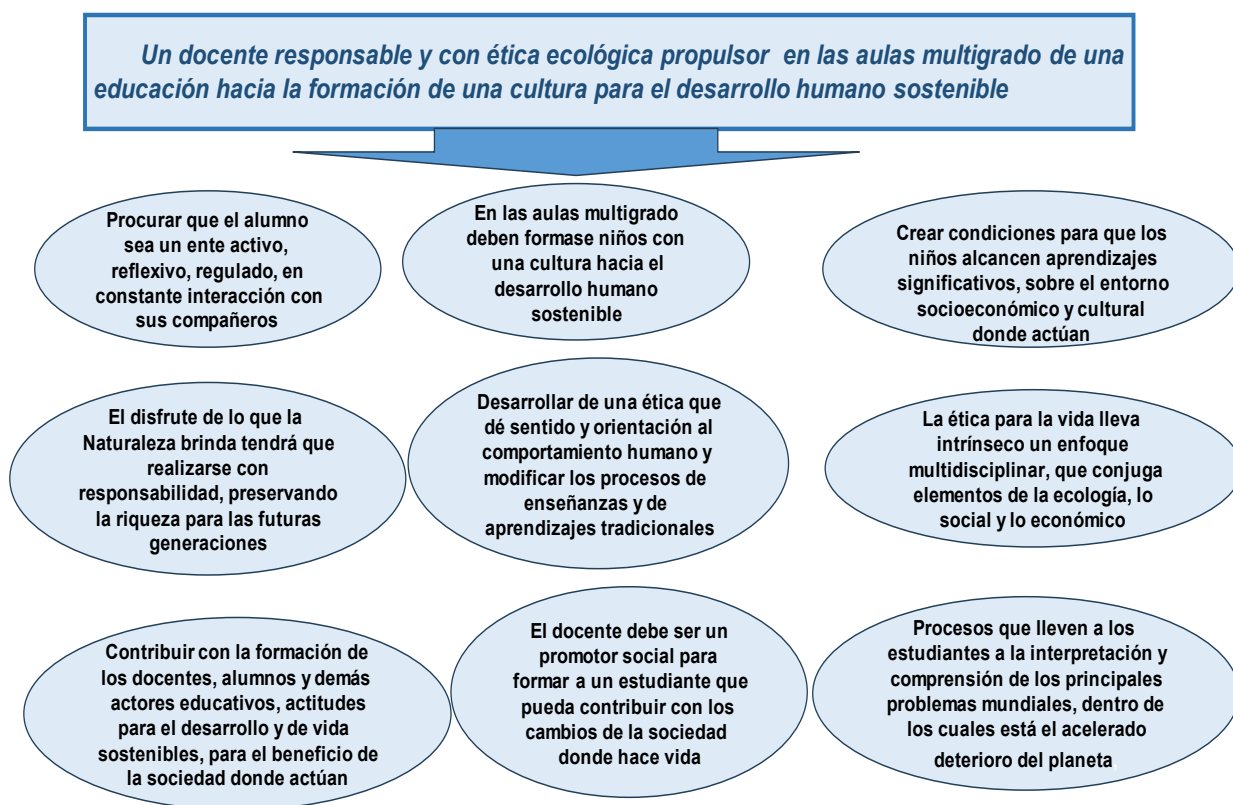 Un docente responsable y con ética ecológica propulsor en las aulas multigrado de una
educación hacia la formación de una cultura para el desarrollo humano sostenible
Procurar que el alumno
sea un ente activo,
reflexivo, regulado, en
constante interacción con
sus compañeros
En las aulas multigrado
deben formase niños con
una cultura hacia el
desarrollo humano
sostenible
Crear condiciones para que los
niños alcancen aprendizajes
significativos, sobre el entorno
socioeconómico y cultural
donde actúan
El disfrute de lo que la
Naturaleza brinda tendrá que
realizarse con
responsabilidad, preservando
la riqueza para las futuras
generaciones
Desarrollar de una ética que
dé sentido y orientación al
comportamiento humano y
modificar los procesos de
enseñanzas y de
aprendizajes tradicionales
La ética para la vida lleva
intrínseco un enfoque
multidisciplinar, que conjuga
elementos de la ecología, lo
social y lo económico
Contribuir con la formación de
los docentes, alumnos y demás
actores educativos, actitudes
para el desarrollo y de vida
sostenibles, para el beneficio de
la sociedad donde actúan
El docente debe ser un
promotor social para
formar a un estudiante que
pueda contribuir con los
cambios de la sociedad
donde hace vida
Procesos que lleven a los
estudiantes a la interpretación y
comprensión de los principales
problemas mundiales, dentro de
los cuales está el acelerado
deterioro del planeta